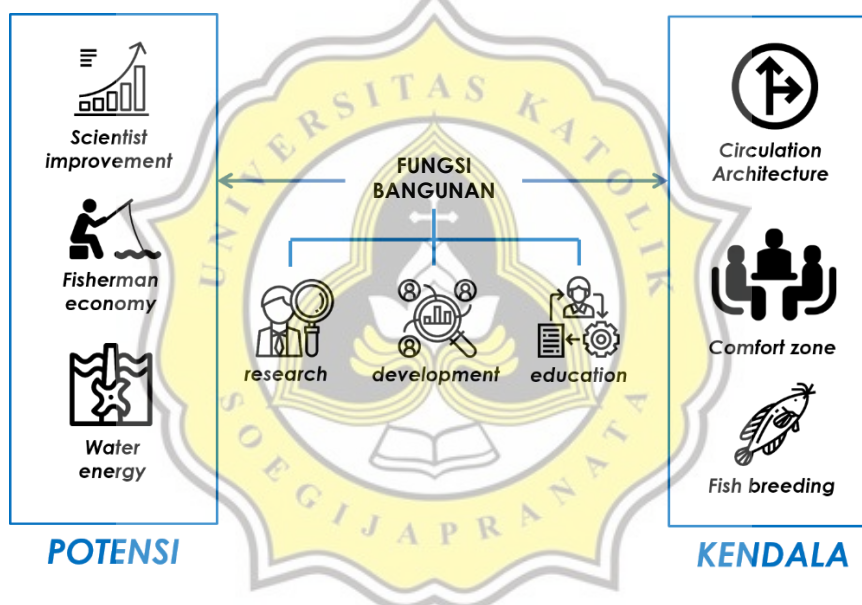 Scientist
improvement
Fisherman
economy
Water
energy
POTENSI
UNIVERSITAS KATOLIK
SOEGIJAPRANATA
FUNGSI
BANGUNAN
research
development
education
Circulation
Architecture
Comfort zone
Fish breeding
KENDALA